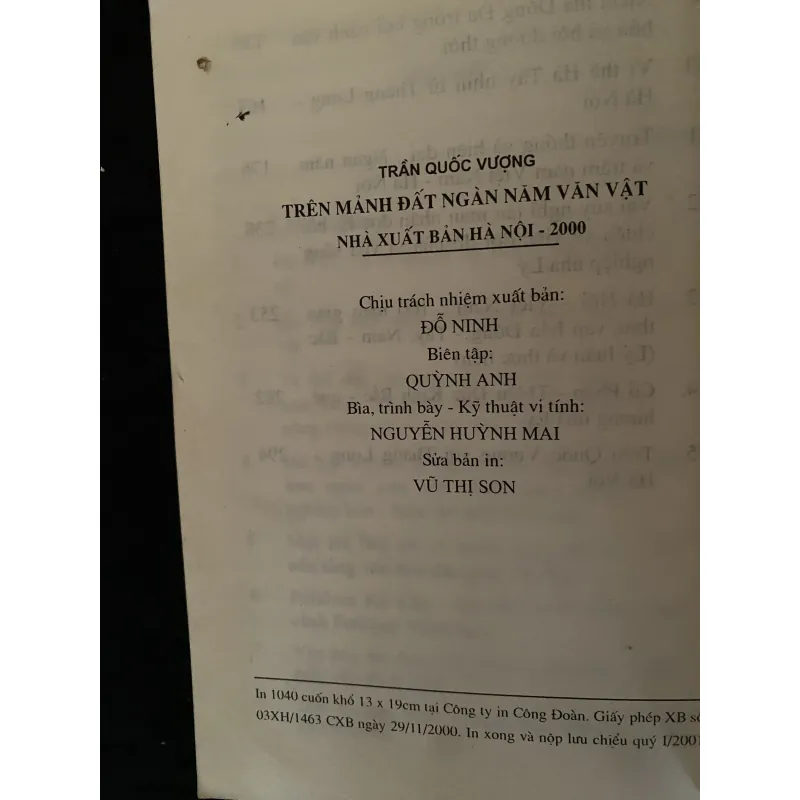 TRẦN QUỐC VƯỢNG
TRÊN MẢNH ĐẤT NGÀN NĂM VĂN VẬT
NHÀ XUẤT BẢN HÀ NỘI - 2000
Chịu trách nhiệm xuất bản:
ĐỖ NINH
Biên tập:
QUỲNH ANH
Bìa, trình bày - Kỹ thuật vi tính:
NGUYỄN HUỲNH MAI
Sửa bản in:
VŨ THỊ SON
In 1040 cuốn khổ 13 x 19cm tại Công ty in Công Đoàn. Giấy phép XB số
03XH/1463 CXB ngày 29/11/2000. In xong và nộp lưu chiểu quý I/2001